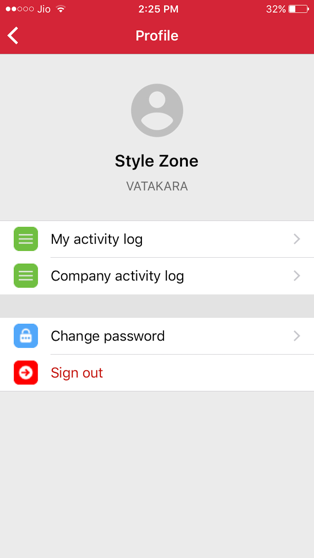 Jio 2:25 PM 32%
Profile
Style Zone
VATAKARA
My activity log
Company activity log
Change password
Sign out